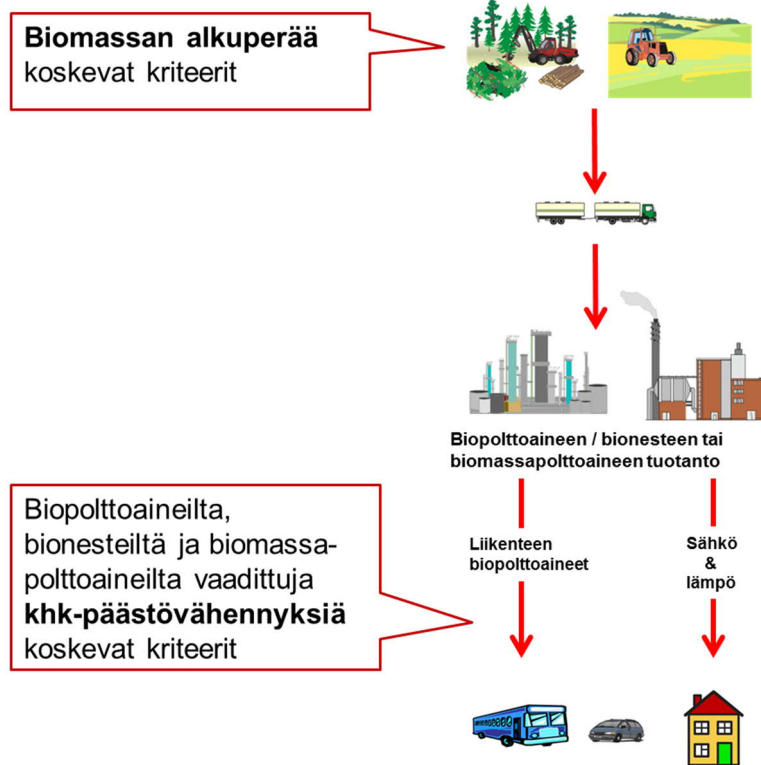 Biomassan alkuperää
koskevat kriteerit
Biopolttoaineen / bionesteen tai
biomassapolttoaineen tuotanto
Biopolttoaineilta,
bionesteiltä ja biomassa-
polttoaineilta vaadittuja
khk-päästövähennyksiä
koskevat kriteerit
Liikenteen
biopolttoaineet
Sähkö
&
lämpö